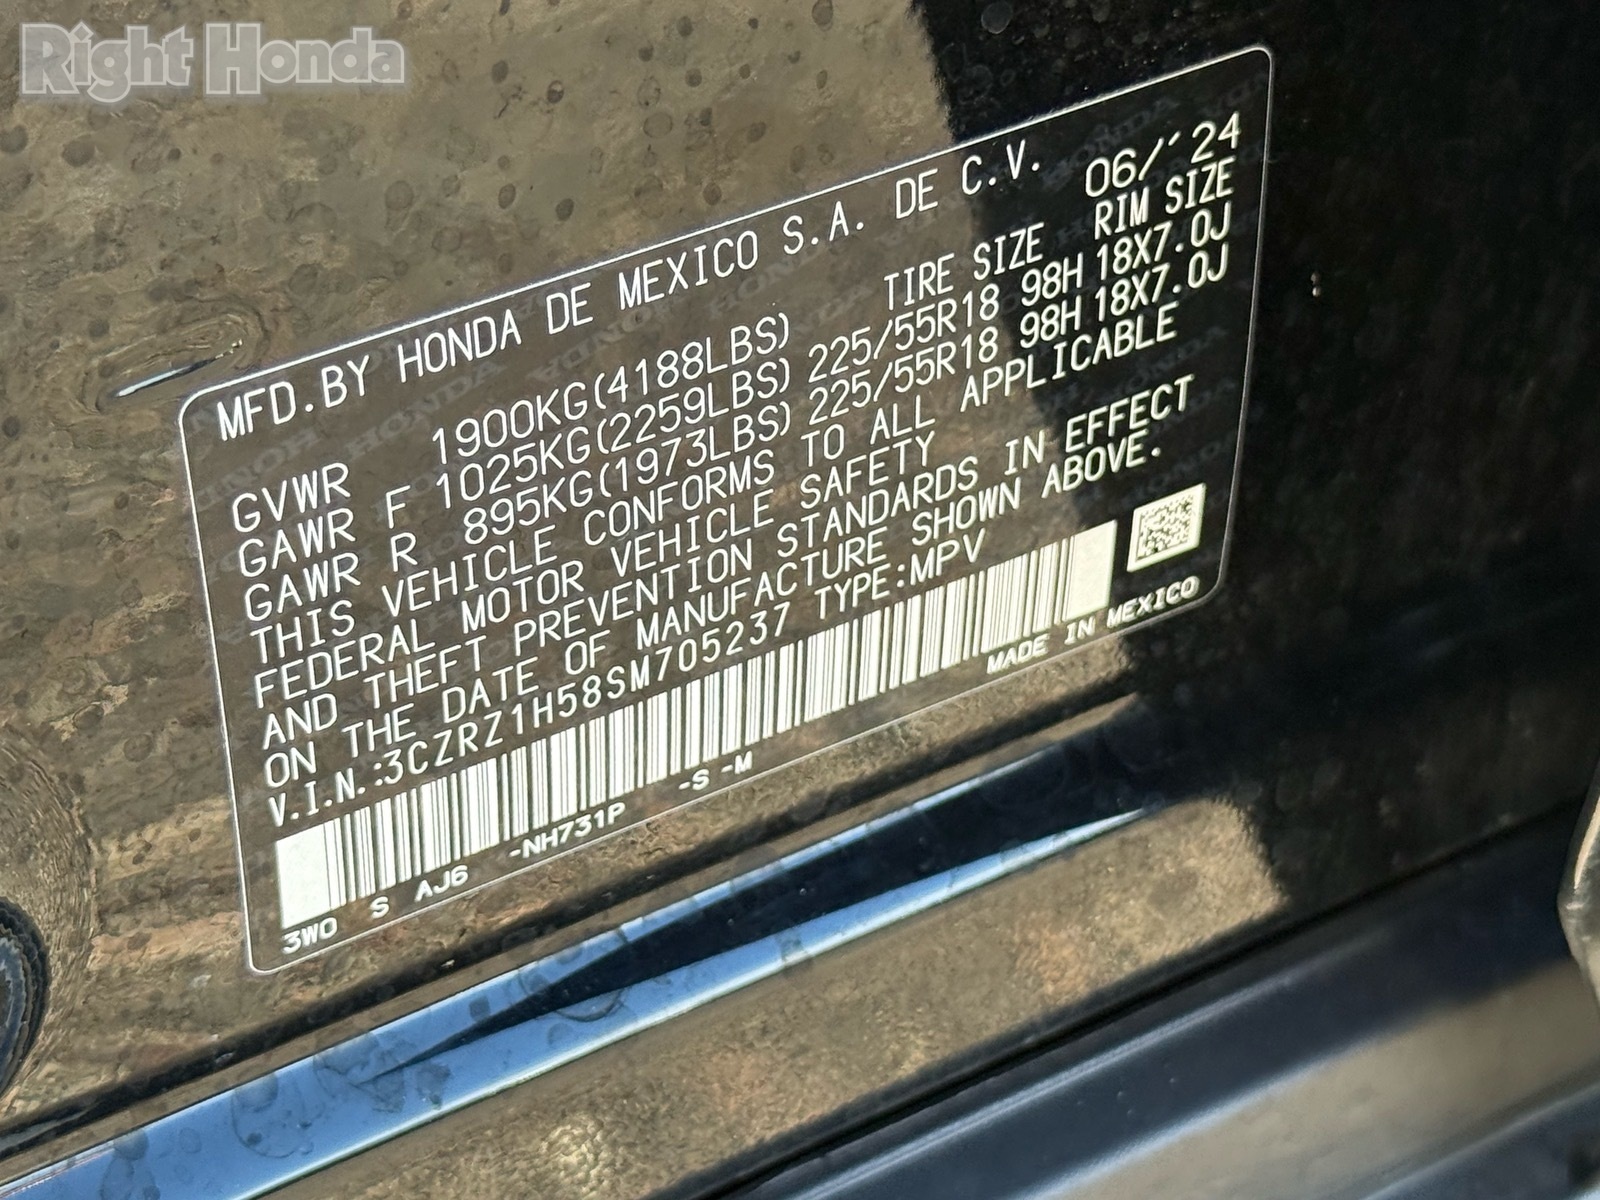 Right Honda
MFD.BY HONDA DE MEXICO S.A. DE C.V. 06/'24
GVWR 1900KG(4188LBS) TIRE SIZE RIM SIZE
GAWR F 1025KG(2259LBS) 225/55R18 98H 18X7.0J
GAWR R 895KG(1973LBS) 225/55R18 98H 18X7.0J
THIS VEHICLE CONFORMS TO ALL APPLICABLE
FEDERAL MOTOR VEHICLE SAFETY
AND THEFT PREVENTION STANDARDS IN EFFECT
ON THE DATE OF MANUFACTURE SHOWN ABOVE.
V.I.N.:3CZRZ1H58SM705237 TYPE:MPV
3W0 S AJ6 -NH731P -S -M MADE IN MEXICO